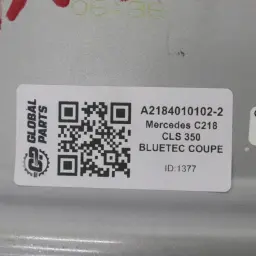 GLOBAL
PARTS
A2184010102-2
Mercedes C218
CLS 350
BLUETEC COUPE
ID:1377